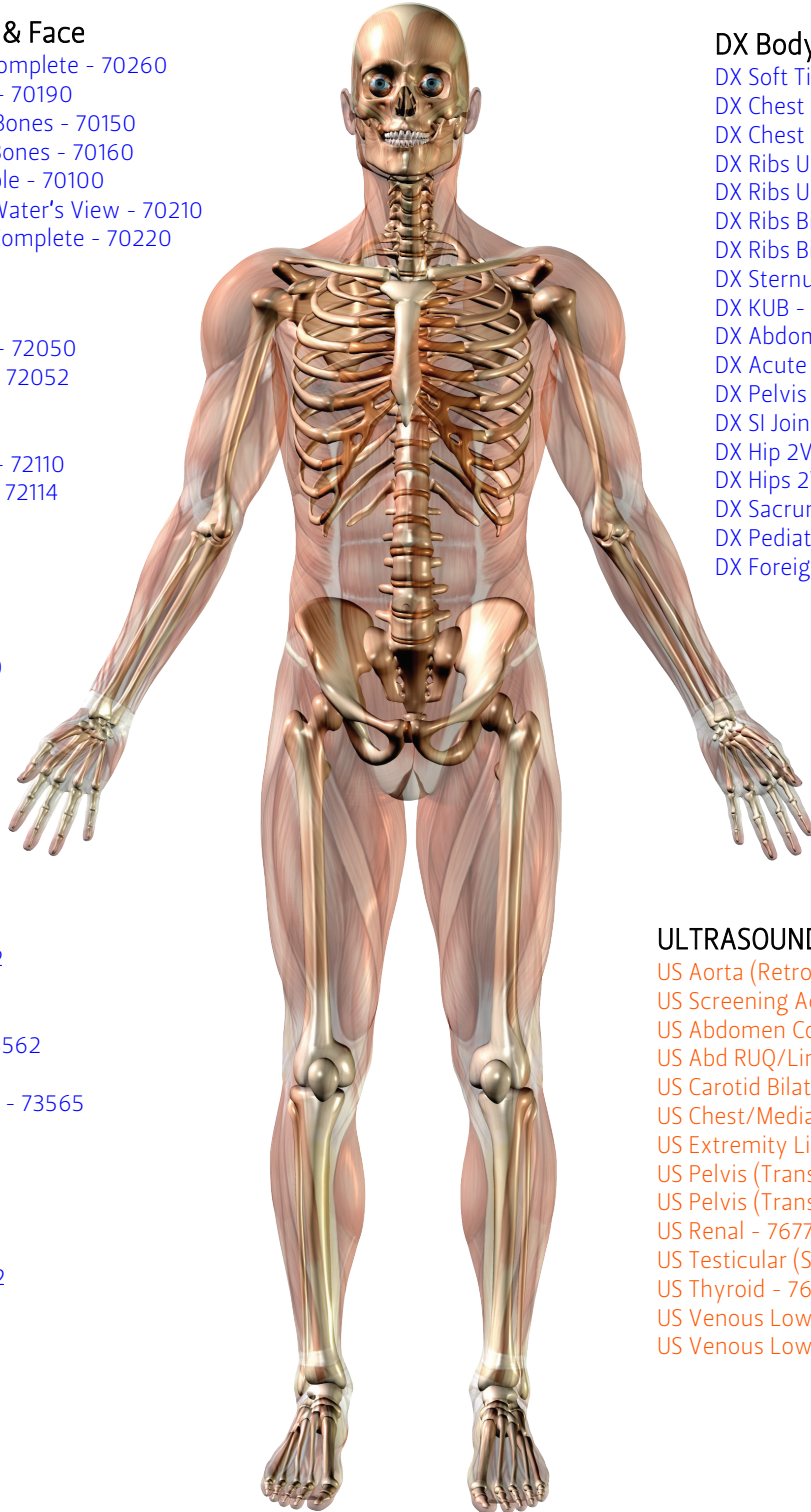 & Face
omplete - 70260
- 70190
Bones - 70150
Bones - 70160
ble - 70100
Water's View - 70210
omplete - 70220
- 72050
72052
- 72110
72114
562
- 73565
DX Body
DX Soft Ti
DX Chest
DX Chest
DX Ribs U
DX Ribs U
DX Ribs B
DX Ribs B
DX Sternu
DX KUB -
DX Abdon
DX Acute
DX Pelvis
DX SI Join
DX Hip 2V
DX Hips 2
DX Sacrur
DX Pediat
DX Foreig
ULTRASOUND
US Aorta (Retro
US Screening A
US Abdomen Co
US Abd RUQ/Lin
US Carotid Bilat
US Chest/Media
US Extremity Li
US Pelvis (Trans
US Pelvis (Trans
US Renal - 7677
US Testicular (S
US Thyroid - 76
US Venous Low
US Venous Low